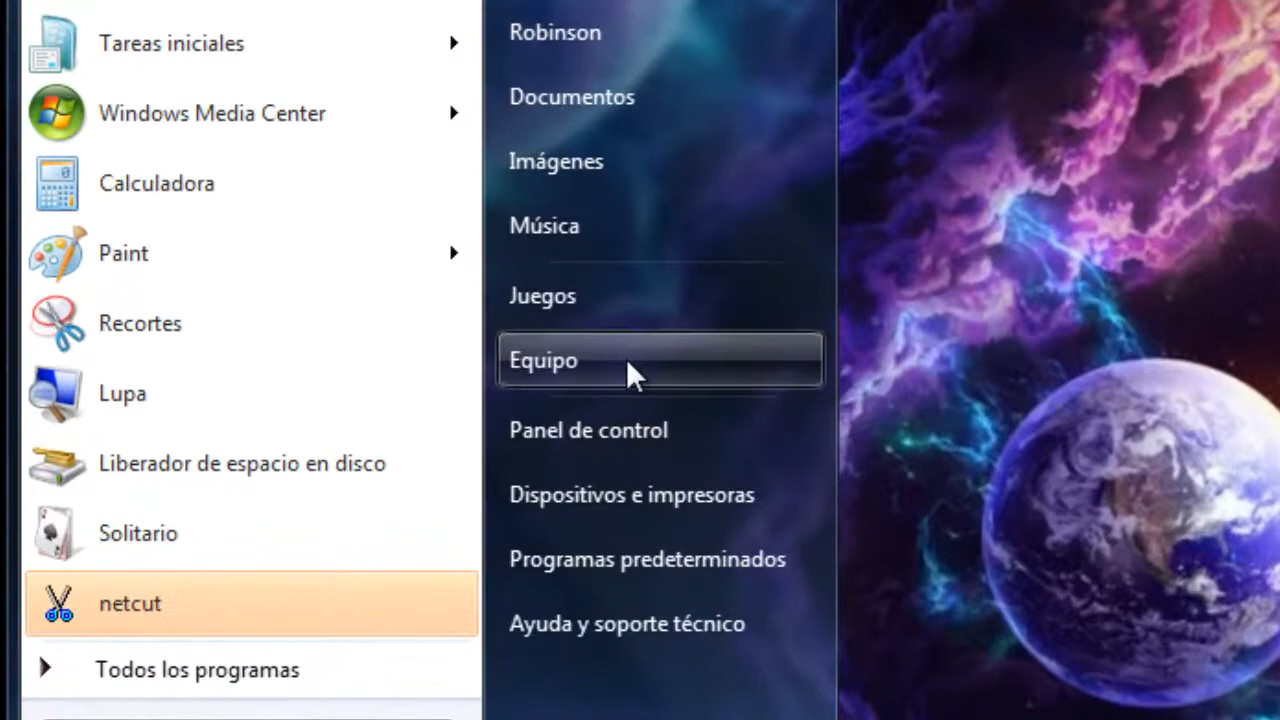 Tareas iniciales
Windows Media Center
Calculadora
Paint
Recortes
Lupa
Liberador de espacio en disco
Solitario
netcut
Todos los programas
Robinson
Documentos
Imágenes
Música
Juegos
Equipo
Panel de control
Dispositivos e impresoras
Programas predeterminados
Ayuda y soporte técnico